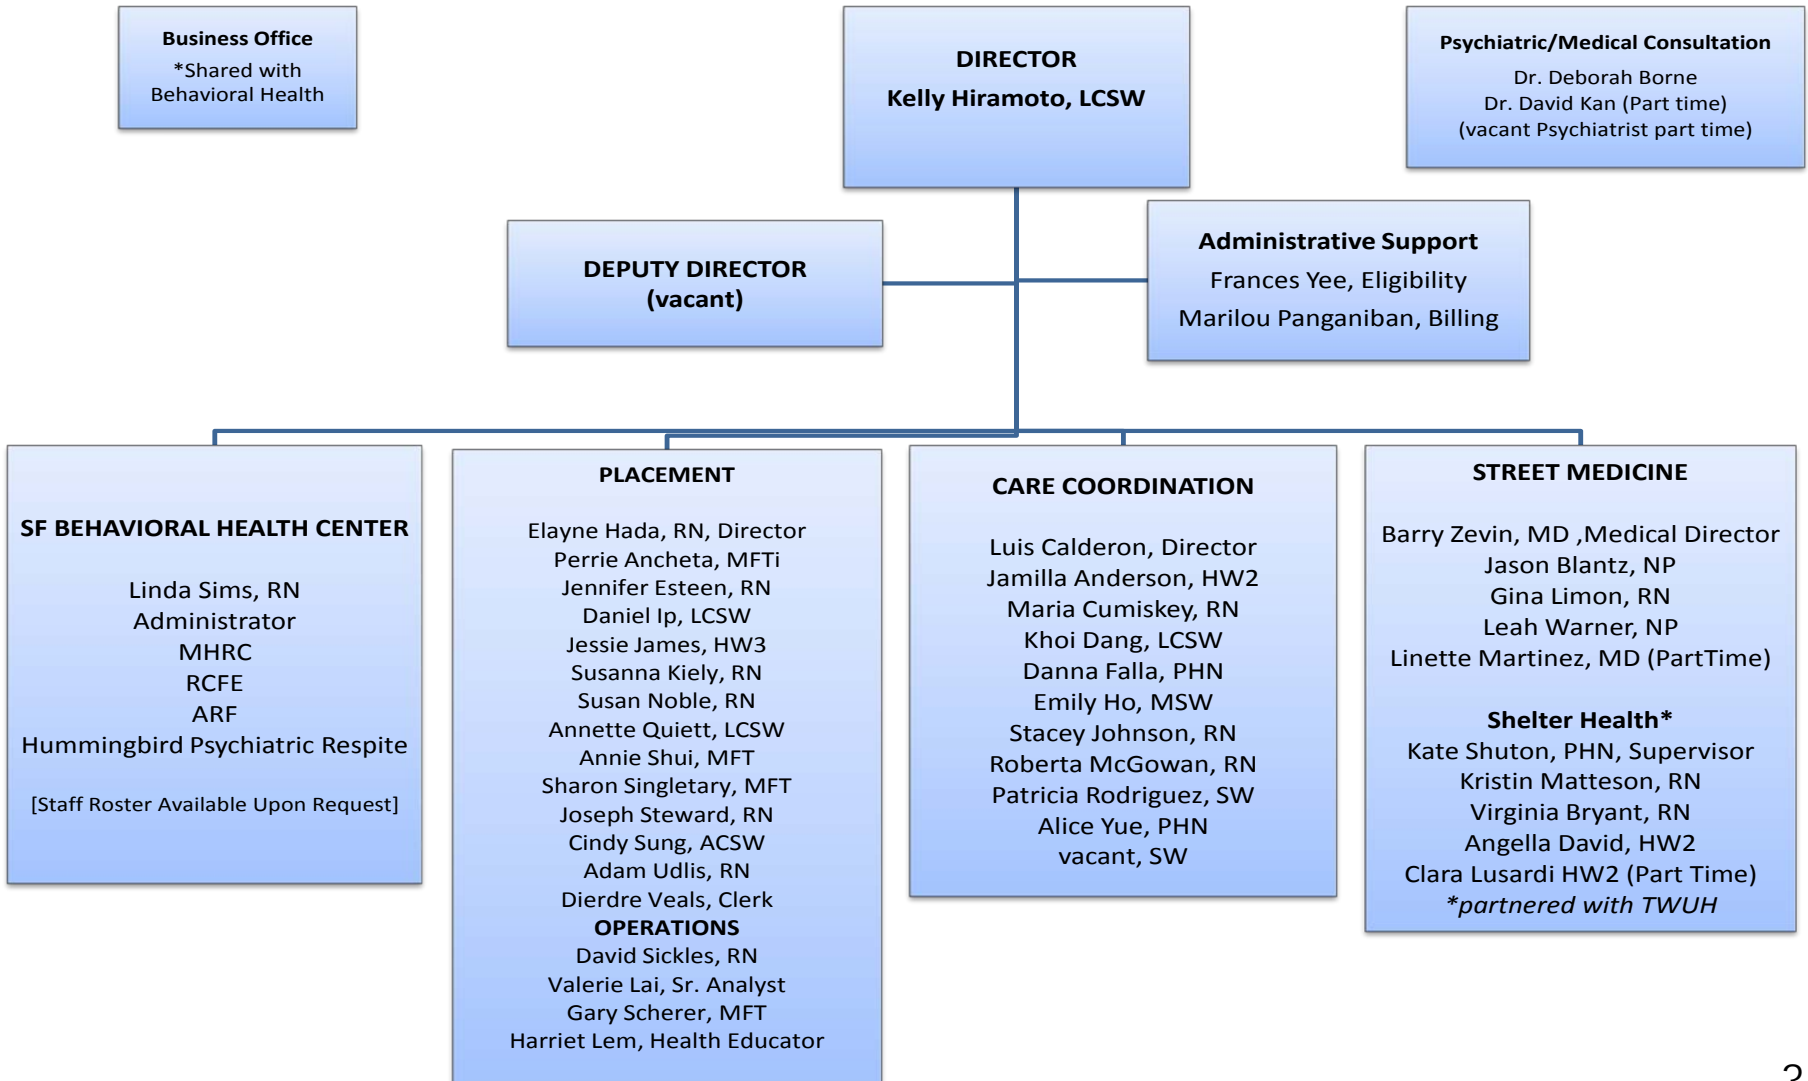 Business Office
*Shared with
Behavioral Health
DIRECTOR
Kelly Hiramoto, LCSW
Psychiatric/Medical Consultation
Dr. Deborah Borne
Dr. David Kan (Part time)
(vacant Psychiatrist part time)
DEPUTY DIRECTOR
(vacant)
Administrative Support
Frances Yee, Eligibility
Marilou Panganiban, Billing
SF BEHAVIORAL HEALTH CENTER
Linda Sims, RN
Administrator
MHRC
RCFE
ARF
Hummingbird Psychiatric Respite
[Staff Roster Available Upon Request]
PLACEMENT
Elayne Hada, RN, Director
Perrie Ancheta, MFTi
Jennifer Esteen, RN
Daniel Ip, LCSW
Jessie James, HW3
Susanna Kiely, RN
Susan Noble, RN
Annette Quiett, LCSW
Annie Shui, MFT
Sharon Singletary, MFT
Joseph Steward, RN
Cindy Sung, ACSW
Adam Udlis, RN
Dierdre Veals, Clerk
OPERATIONS
David Sickles, RN
Valerie Lai, Sr. Analyst
Gary Scherer, MFT
Harriet Lem, Health Educator
CARE COORDINATION
Luis Calderon, Director
Jamilla Anderson, HW2
Maria Cumiskey, RN
Khoi Dang, LCSW
Danna Falla, PHN
Emily Ho, MSW
Stacey Johnson, RN
Roberta McGowan, RN
Patricia Rodriguez, SW
Alice Yue, PHN
vacant, SW
STREET MEDICINE
Barry Zevin, MD ,Medical Director
Jason Blantz, NP
Gina Limon, RN
Leah Warner, NP
Linette Martinez, MD (PartTime)
Shelter Health*
Kate Shuton, PHN, Supervisor
Kristin Matteson, RN
Virginia Bryant, RN
Angella David, HW2
Clara Lusardi HW2 (Part Time)
*partnered with TWUH